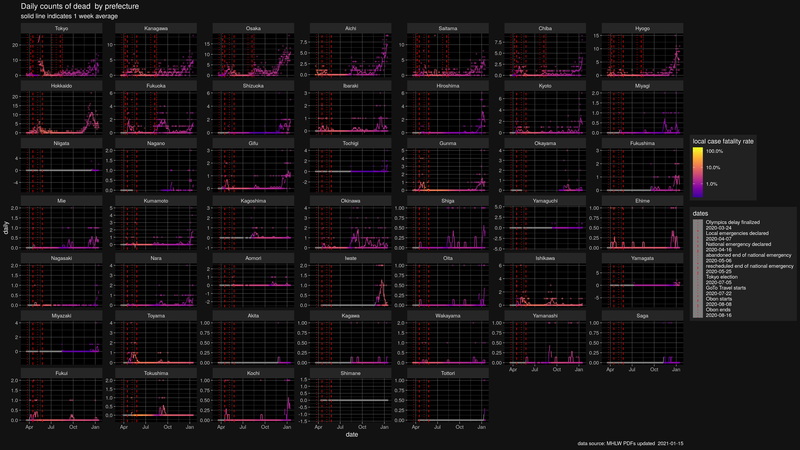 Daily counts of dead by prefecture
solid line indicates 1 week average
Tokyo Kanagawa Osaka Aichi Saitama Chiba Hyogo
Hokkaido Fukuoka Shizuoka Ibaraki Hiroshima Kyoto Miyagi
Niigata Nagano Gifu Tochigi Gunma Okayama Fukushima
Mie Kumamoto Kagoshima Okinawa Shiga Yamaguchi Ehime
Nagasaki Nara Aomori Iwate Oita Ishikawa Yamagata
Miyazaki Toyama Akita Kagawa Wakayama Yamanashi Saga
Fukui Tokushima Kochi Shimane Tottori
daily
Apr Jul Oct Jan
date
local case fatality rate
100.0%
10.0%
1.0%
dates
Olympics delay finalized
2020-03-24
Local emergencies declared
2020-04-07
National emergency declared
2020-04-16
abandoned end of national emergency
2020-05-06
rescheduled end of national emergency
2020-05-25
Tokyo election
2020-07-05
GoTo Travel starts
2020-07-22
Obon starts
2020-08-08
Obon ends
2020-08-16
data source: MHLW PDFs updated 2021-01-15